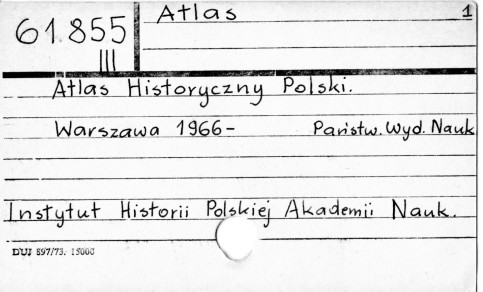 61.855
III
Atlas
1
Atlas Historyczny Polski.
Warszawa 1966- Państw. Wyd. Nauk
Instytut Historii Polskiej Akademii Nauk.
DUJ 897/73. 15000